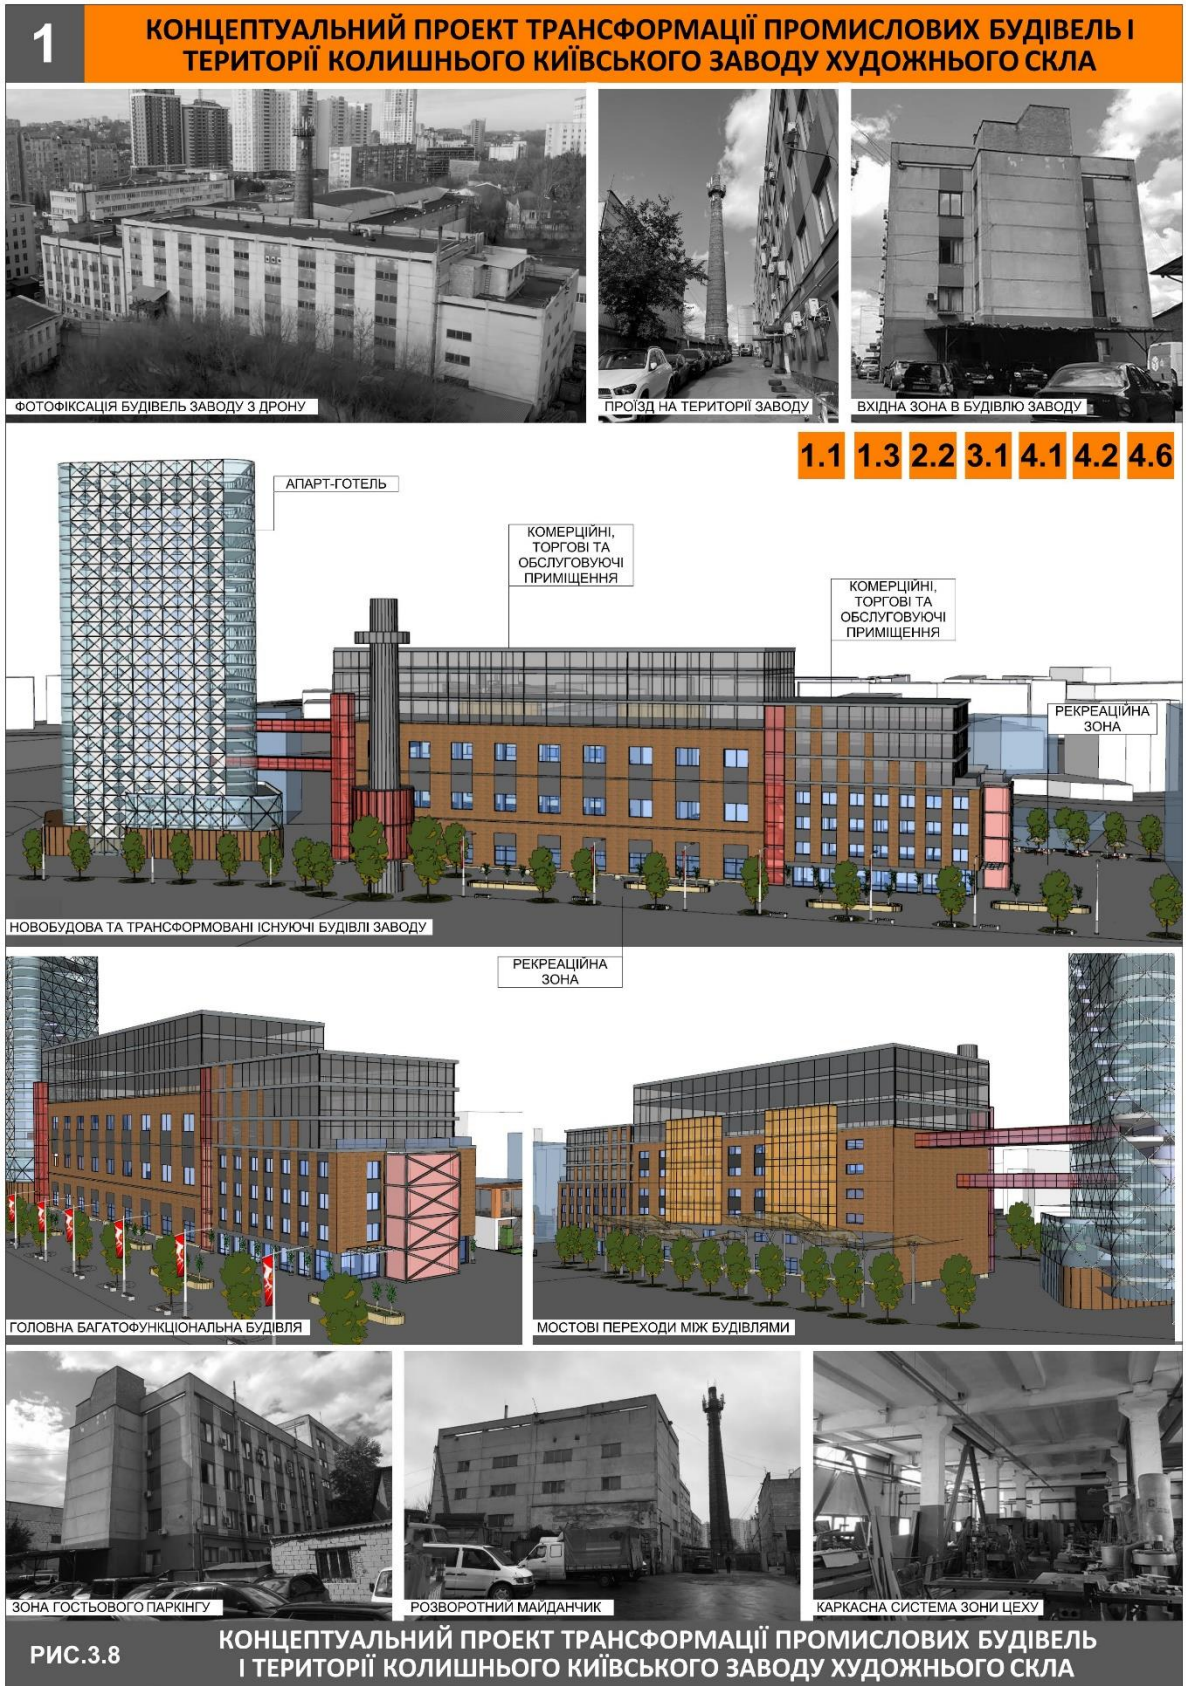 1
КОНЦЕПТУАЛЬНИЙ ПРОЕКТ ТРАНСФОРМАЦІЇ ПРОМИСЛОВИХ БУДІВЕЛЬ І
ТЕРИТОРІЇ КОЛИШНЬОГО КИЇВСЬКОГО ЗАВОДУ ХУДОЖНЬОГО СКЛА
ФОТОФІКСАЦІЯ БУДІВЕЛЬ ЗАВОДУ З ДРОНУ
ПРОЇЗД НА ТЕРИТОРІЇ ЗАВОДУ
ВХІДНА ЗОНА В БУДІВЛЮ ЗАВОДУ
1.1 1.3 2.2 3.1 4.1 4.2 4.6
АПАРТ-ГОТЕЛЬ
КОМЕРЦІЙНІ,
ТОРГОВІ ТА
ОБСЛУГОВУЮЧІ
ПРИМІЩЕННЯ
КОМЕРЦІЙНІ,
ТОРГОВІ ТА
ОБСЛУГОВУЮЧІ
ПРИМІЩЕННЯ
РЕКРЕАЦІЙНА
ЗОНА
НОВОБУДОВА ТА ТРАНСФОРМОВАНІ ІСНУЮЧІ БУДІВЛІ ЗАВОДУ
РЕКРЕАЦІЙНА
ЗОНА
ГОЛОВНА БАГАТОФУНКЦІОНАЛЬНА БУДІВЛЯ
МОСТОВІ ПЕРЕХОДИ МІЖ БУДІВЛЯМИ
ЗОНА ГОСТЬОВОГО ПАРКІНГУ
РОЗВОРОТНИЙ МАЙДАНЧИК
КАРКАСНА СИСТЕМА ЗОНИ ЦЕХУ
РИС.3.8
КОНЦЕПТУАЛЬНИЙ ПРОЕКТ ТРАНСФОРМАЦІЇ ПРОМИСЛОВИХ БУДІВЕЛЬ
І ТЕРИТОРІЇ КОЛИШНЬОГО КИЇВСЬКОГО ЗАВОДУ ХУДОЖНЬОГО СКЛА